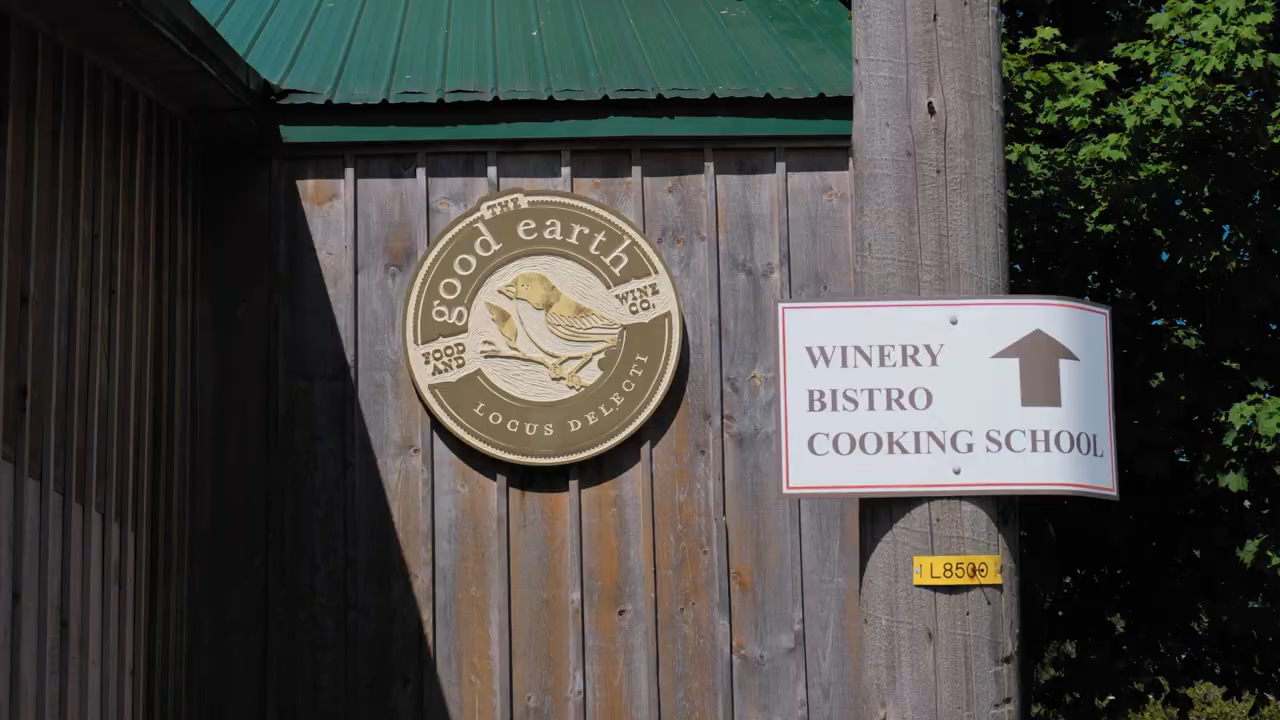 THE
good earth
FOOD AND
WINE CO.
LOCUS DELECTI
WINERY
BISTRO
COOKING SCHOOL
L8500